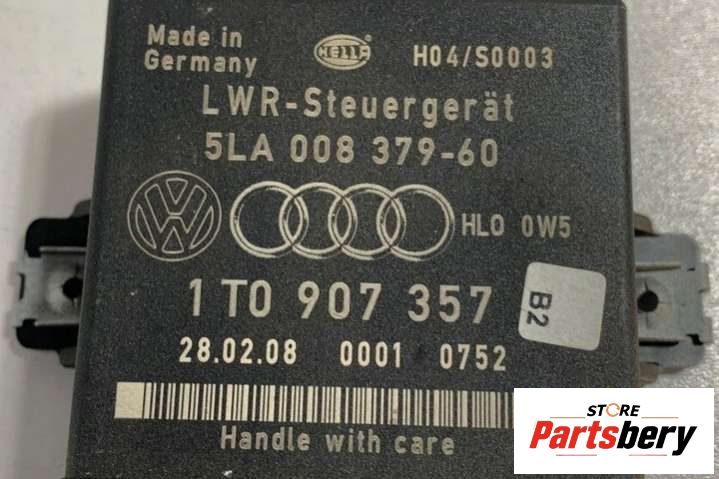 Made in
Germany
HELLA
H04/S0003
LWR-Steuergerät
5LA 008 379-60
HLO 0W5
1T0 907 357
B2
28.02.08 0001 0752
Handle with care
STORE
Partsbery